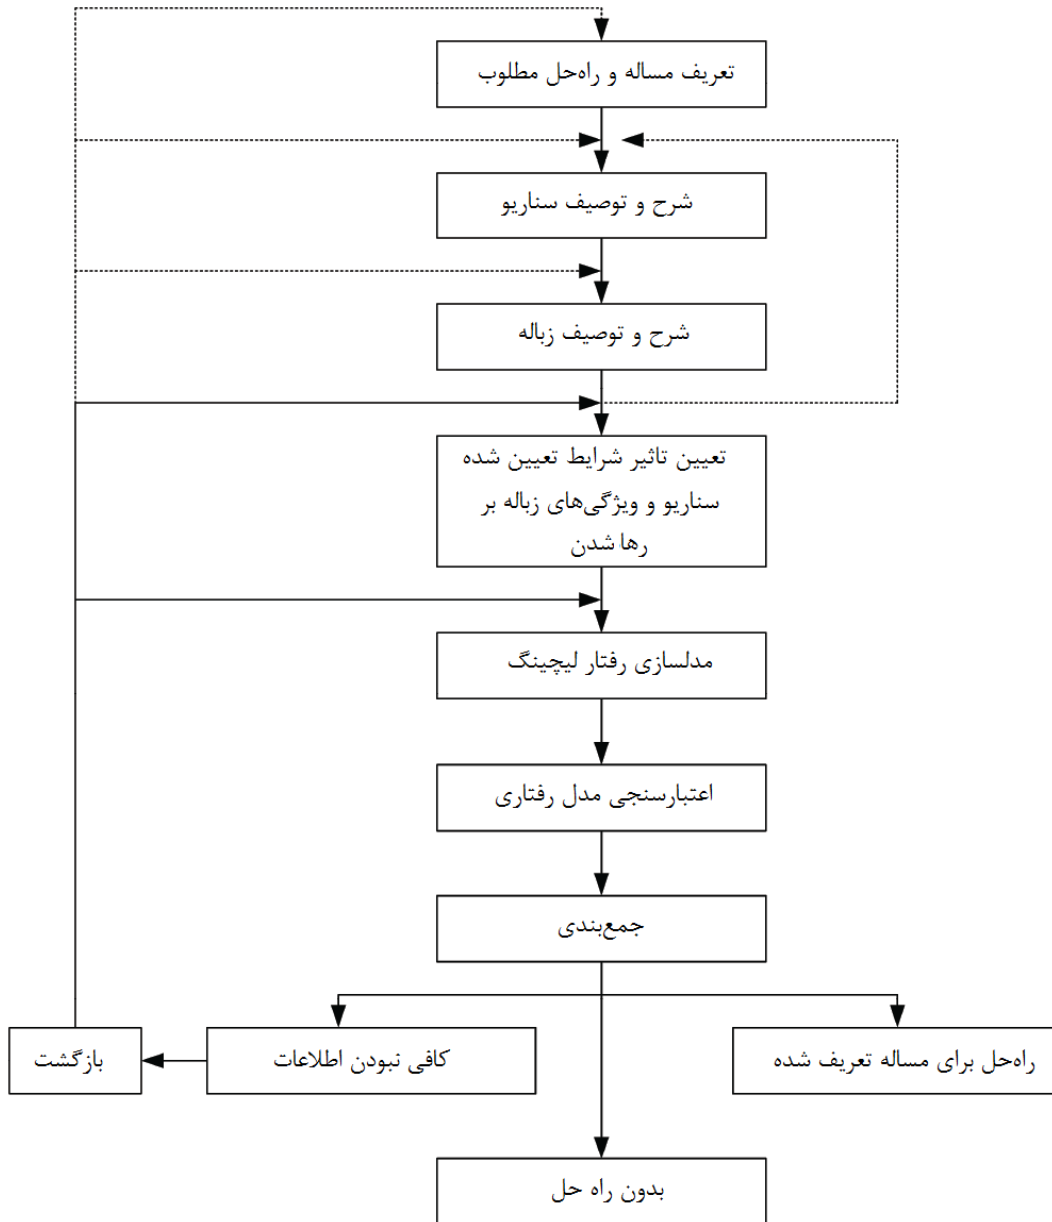 تعریف مساله و راه‌حل مطلوب
شرح و توصیف سناریو
شرح و توصیف زباله
تعیین تاثیر شرایط تعیین شده
سناریو و ویژگی‌های زباله بر
رها شدن
مدلسازی رفتار لیچینگ
اعتبارسنجی مدل رفتاری
جمع‌بندی
راه‌حل برای مساله تعریف شده
کافی نبودن اطلاعات
بازگشت
بدون راه حل